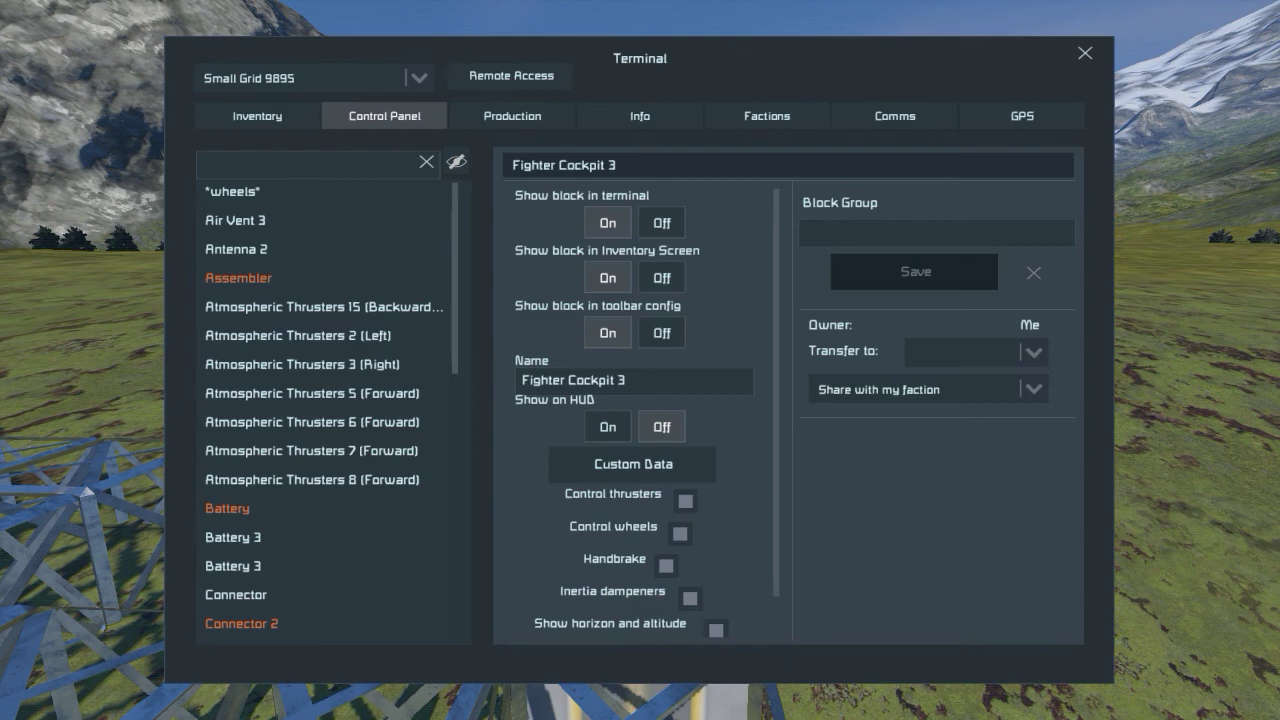 Terminal
Small Grid 9895
Remote Access
Inventory
Control Panel
Production
Info
Factions
Comms
GPS
*wheels*
Air Vent 3
Antenna 2
Assembler
Atmospheric Thrusters 15 (Backward...
Atmospheric Thrusters 2 (Left)
Atmospheric Thrusters 3 (Right)
Atmospheric Thrusters 5 (Forward)
Atmospheric Thrusters 6 (Forward)
Atmospheric Thrusters 7 (Forward)
Atmospheric Thrusters 8 (Forward)
Battery
Battery 3
Battery 3
Connector
Connector 2
Fighter Cockpit 3
Show block in terminal
On Off
Show block in Inventory Screen
On Off
Show block in toolbar config
On Off
Name
Fighter Cockpit 3
Show on HUD
On Off
Custom Data
Control thrusters
Control wheels
Handbrake
Inertia dampeners
Show horizon and altitude
Block Group
Save
Owner: Me
Transfer to:
Share with my faction